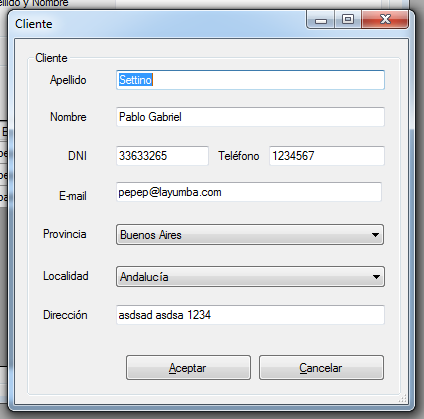 ellido y Nombre
Cliente
Cliente
Apellido Settino
Nombre Pablo Gabriel
DNI 33633265 Teléfono 1234567
E-mail pepep@layumba.com
Provincia Buenos Aires
Localidad Andalucía
Dirección asdsad asdsa 1234
Aceptar Cancelar